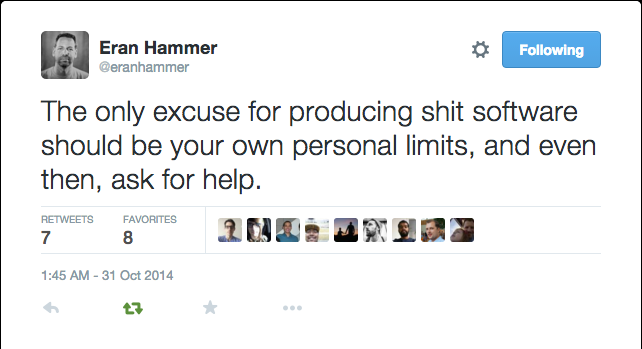 Eran Hammer
@eranhammer
Following
The only excuse for producing shit software
should be your own personal limits, and even
then, ask for help.
RETWEETS FAVORITES
7 8
1:45 AM - 31 Oct 2014